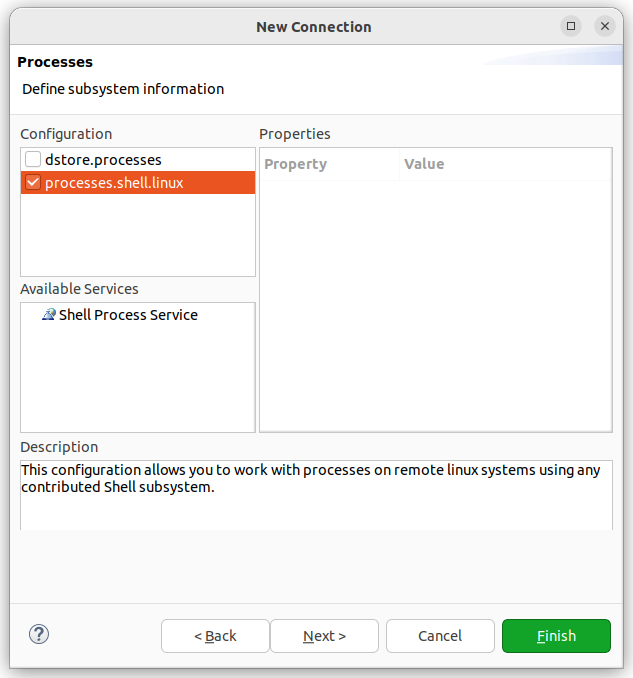 New Connection
Processes
Define subsystem information
Configuration
Properties
dstore.processes
processes.shell.linux
Property Value
Available Services
Shell Process Service
Description
This configuration allows you to work with processes on remote linux systems using any
contributed Shell subsystem.
?
< Back
Next >
Cancel
Finish